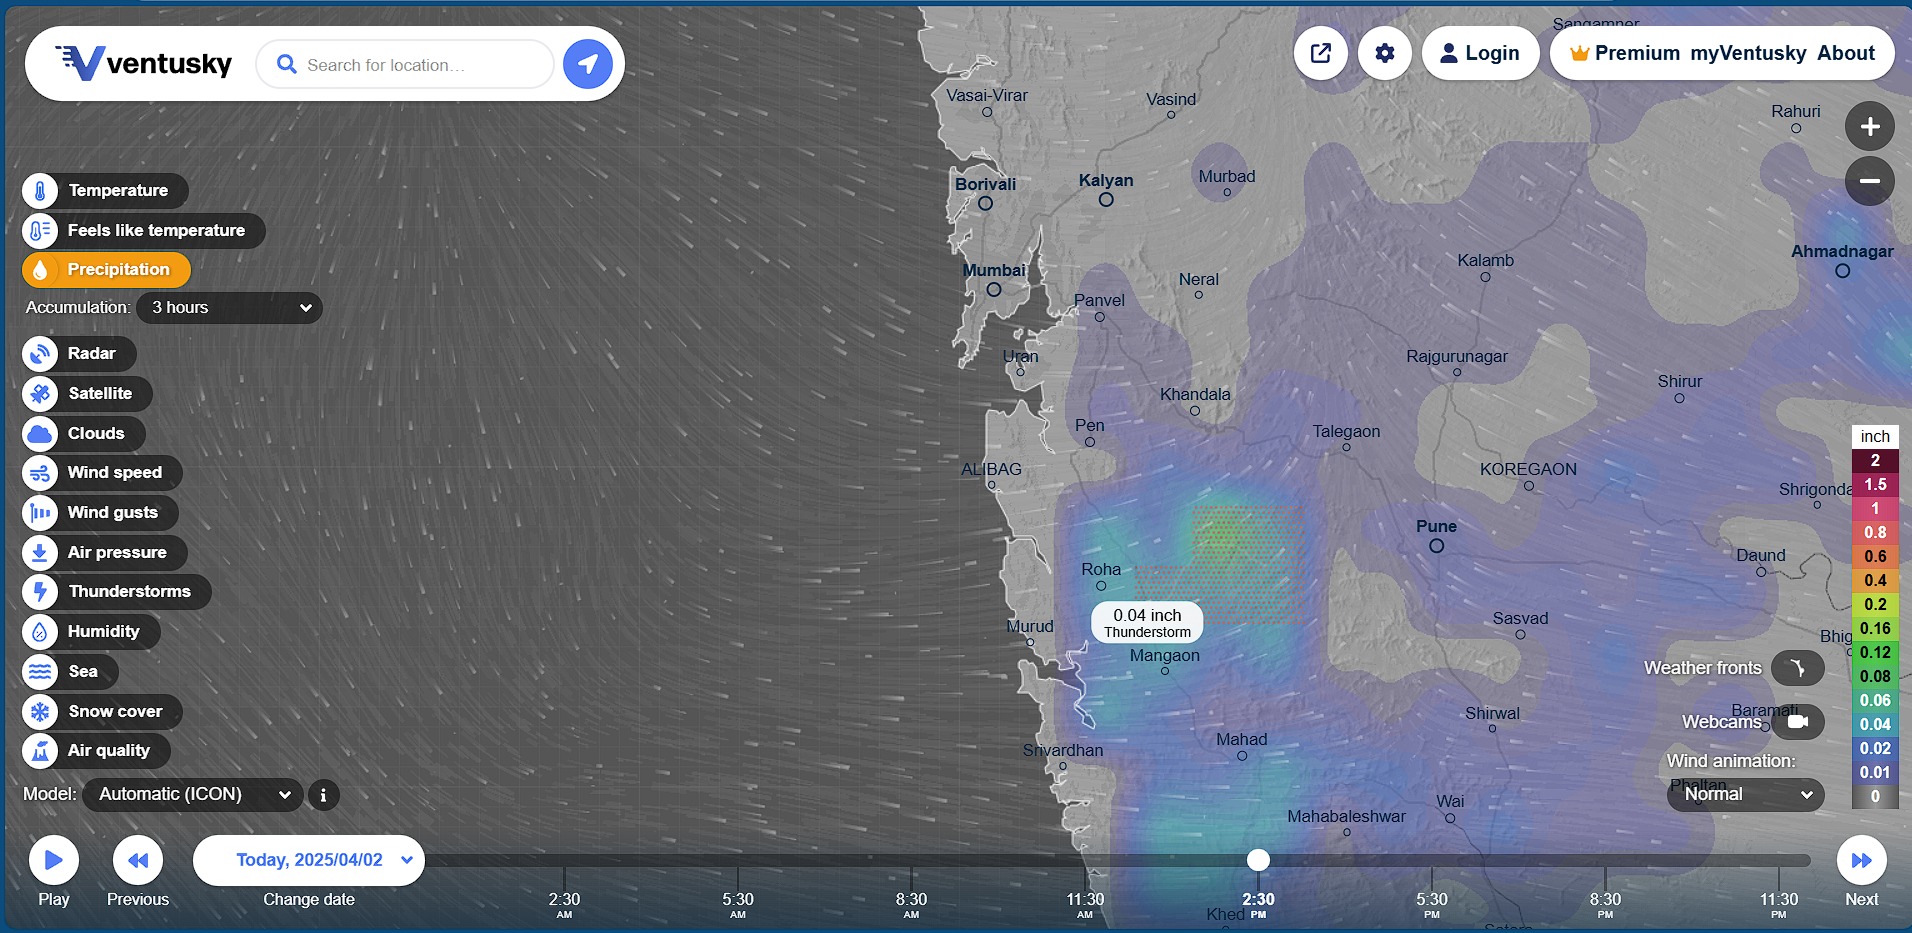 Sangamner
ventusky
Search for location...
Login
Premium myVentusky About
Vasai-Virar
Vasind
Rahuri
+
−
Temperature
Borivali
Kalyan
Murbad
Feels like temperature
Ahmadnagar
Precipitation
Mumbai
Neral
Kalamb
Accumulation: 3 hours
Panvel
Radar
Uran
Rajgurunagar
Shirur
Satellite
Khandala
Clouds
Pen
Talegaon
inch
Wind speed
ALIBAG
KOREGAON
2
1.5
Shrigonda
1
Wind gusts
Pune
0.8
Air pressure
Daund
0.6
Roha
0.4
Thunderstorms
0.2
0.04 inch
Thunderstorm
Sasvad
0.16
Humidity
Murud
Bhig
0.12
Mangaon
Weather fronts
0.08
Sea
0.06
Snow cover
Shirwal
Baramati
Webcams
0.04
Mahad
Srivardhan
0.02
Air quality
Wind animation:
0.01
Phaltan
Model: Automatic (ICON)
i
Normal
0
Wai
Mahabaleshwar
Today, 2025/04/02
Play
Previous
Change date
2:30
AM
5:30
AM
8:30
AM
11:30
AM
2:30
PM
5:30
PM
8:30
PM
11:30
PM
Next
Khed
Satara